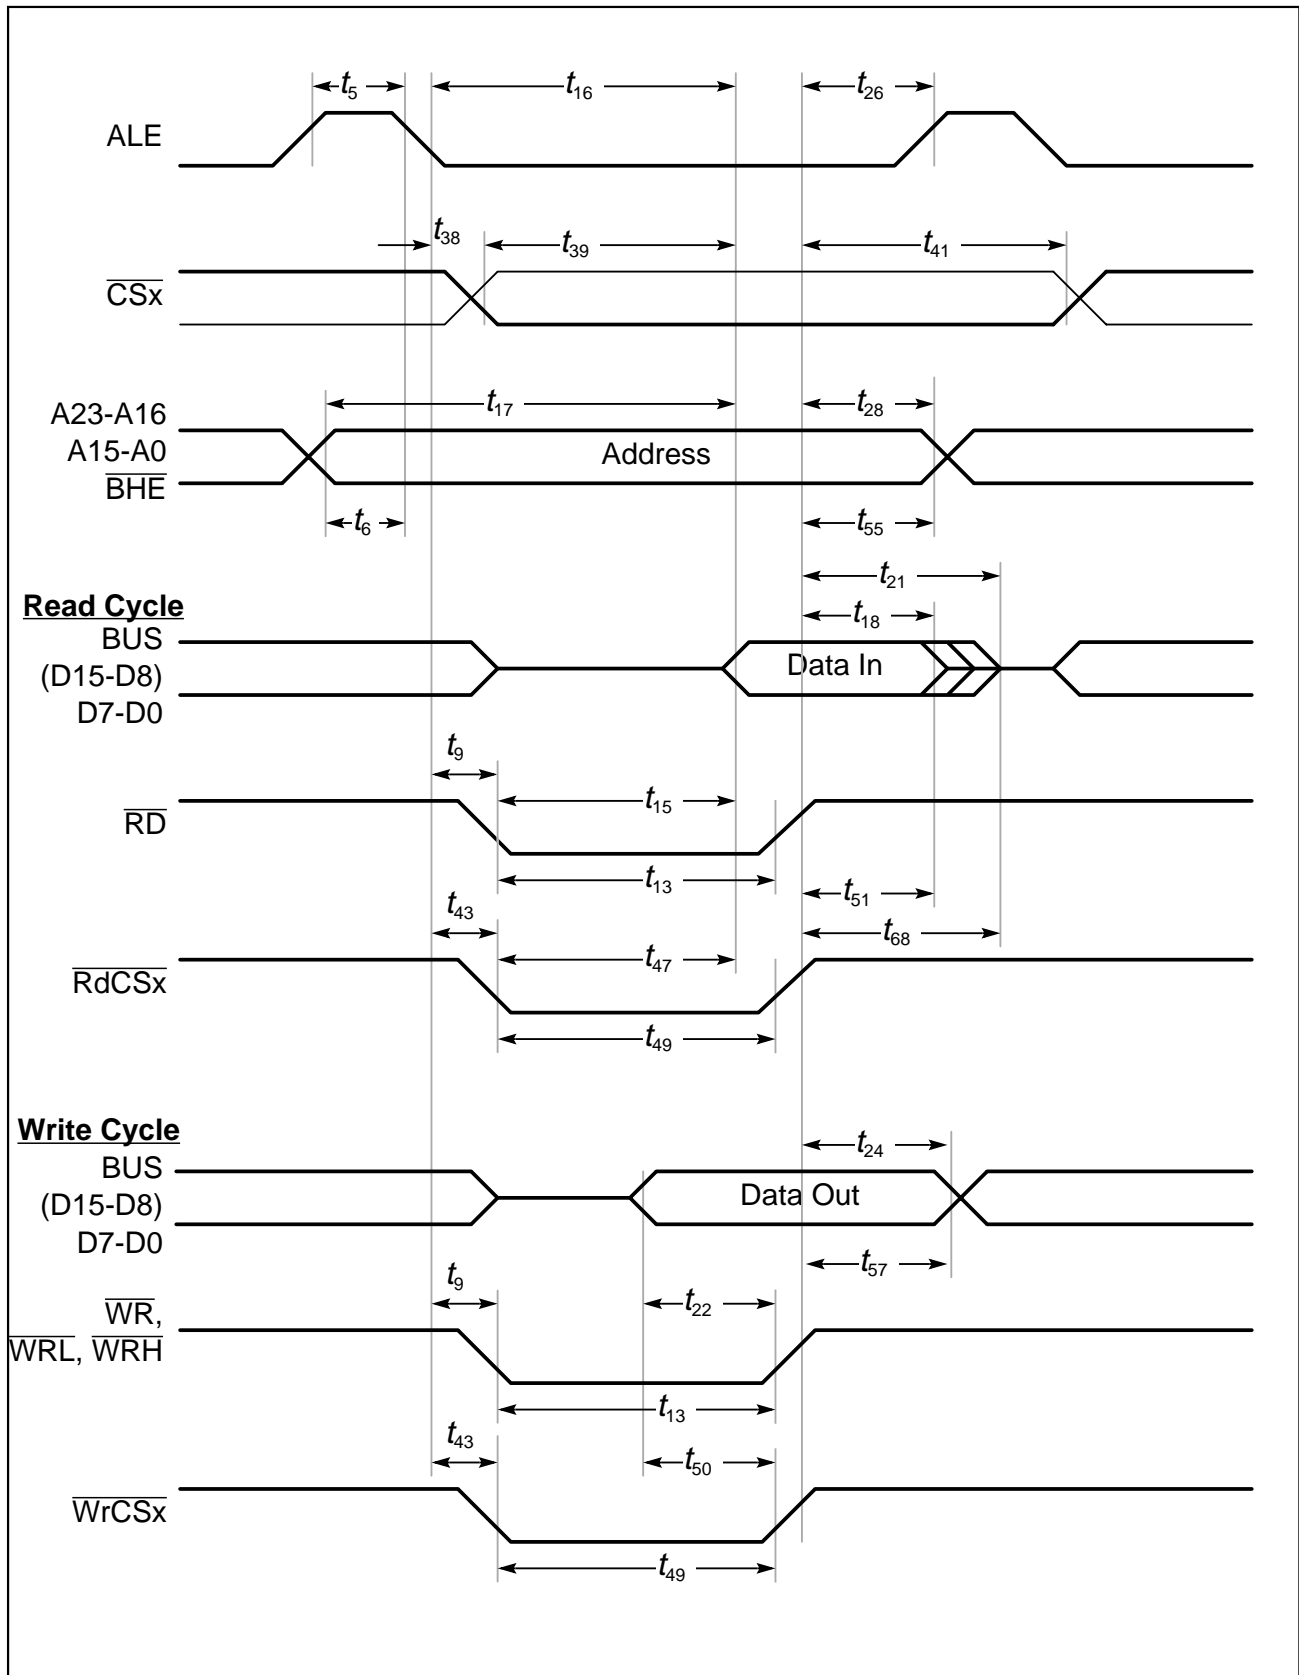 t5 t16 t26
ALE
t38 t39 t41
CSx
t17 t28
A23-A16
A15-A0 Address
BHE
t6 t55
t21
Read Cycle t18
BUS
(D15-D8) Data In
D7-D0
t9
t15
RD
t13 t51
t43 t68
t47
RdCSx
t49
Write Cycle t24
BUS
(D15-D8) Data Out
D7-D0
t57
t9 t22
WR,
WRL, WRH
t13
t43 t50
WrCSx
t49